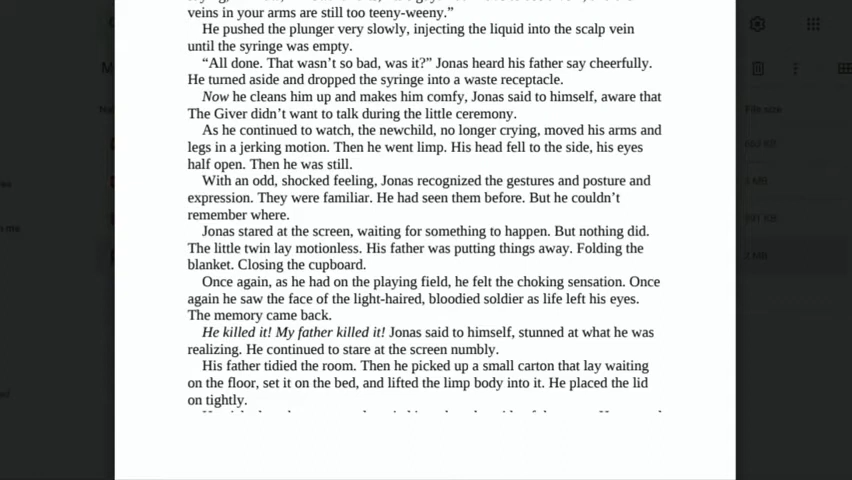 veins in your arms are still too teeny-weeny.”
He pushed the plunger very slowly, injecting the liquid into the scalp vein
until the syringe was empty.
“All done. That wasn’t so bad, was it?” Jonas heard his father say cheerfully.
He turned aside and dropped the syringe into a waste receptacle.
Now he cleans him up and makes him comfy, Jonas said to himself, aware that
The Giver didn’t want to talk during the little ceremony.
As he continued to watch, the newchild, no longer crying, moved his arms and
legs in a jerking motion. Then he went limp. His head fell to the side, his eyes
half open. Then he was still.
With an odd, shocked feeling, Jonas recognized the gestures and posture and
expression. They were familiar. He had seen them before. But he couldn’t
remember where.
Jonas stared at the screen, waiting for something to happen. But nothing did.
The little twin lay motionless. His father was putting things away. Folding the
blanket. Closing the cupboard.
Once again, as he had on the playing field, he felt the choking sensation. Once
again he saw the face of the light-haired, bloodied soldier as life left his eyes.
The memory came back.
He killed it! My father killed it! Jonas said to himself, stunned at what he was
realizing. He continued to stare at the screen numbly.
His father tidied the room. Then he picked up a small carton that lay waiting
on the floor, set it on the bed, and lifted the limp body into it. He placed the lid
on tightly.
File size